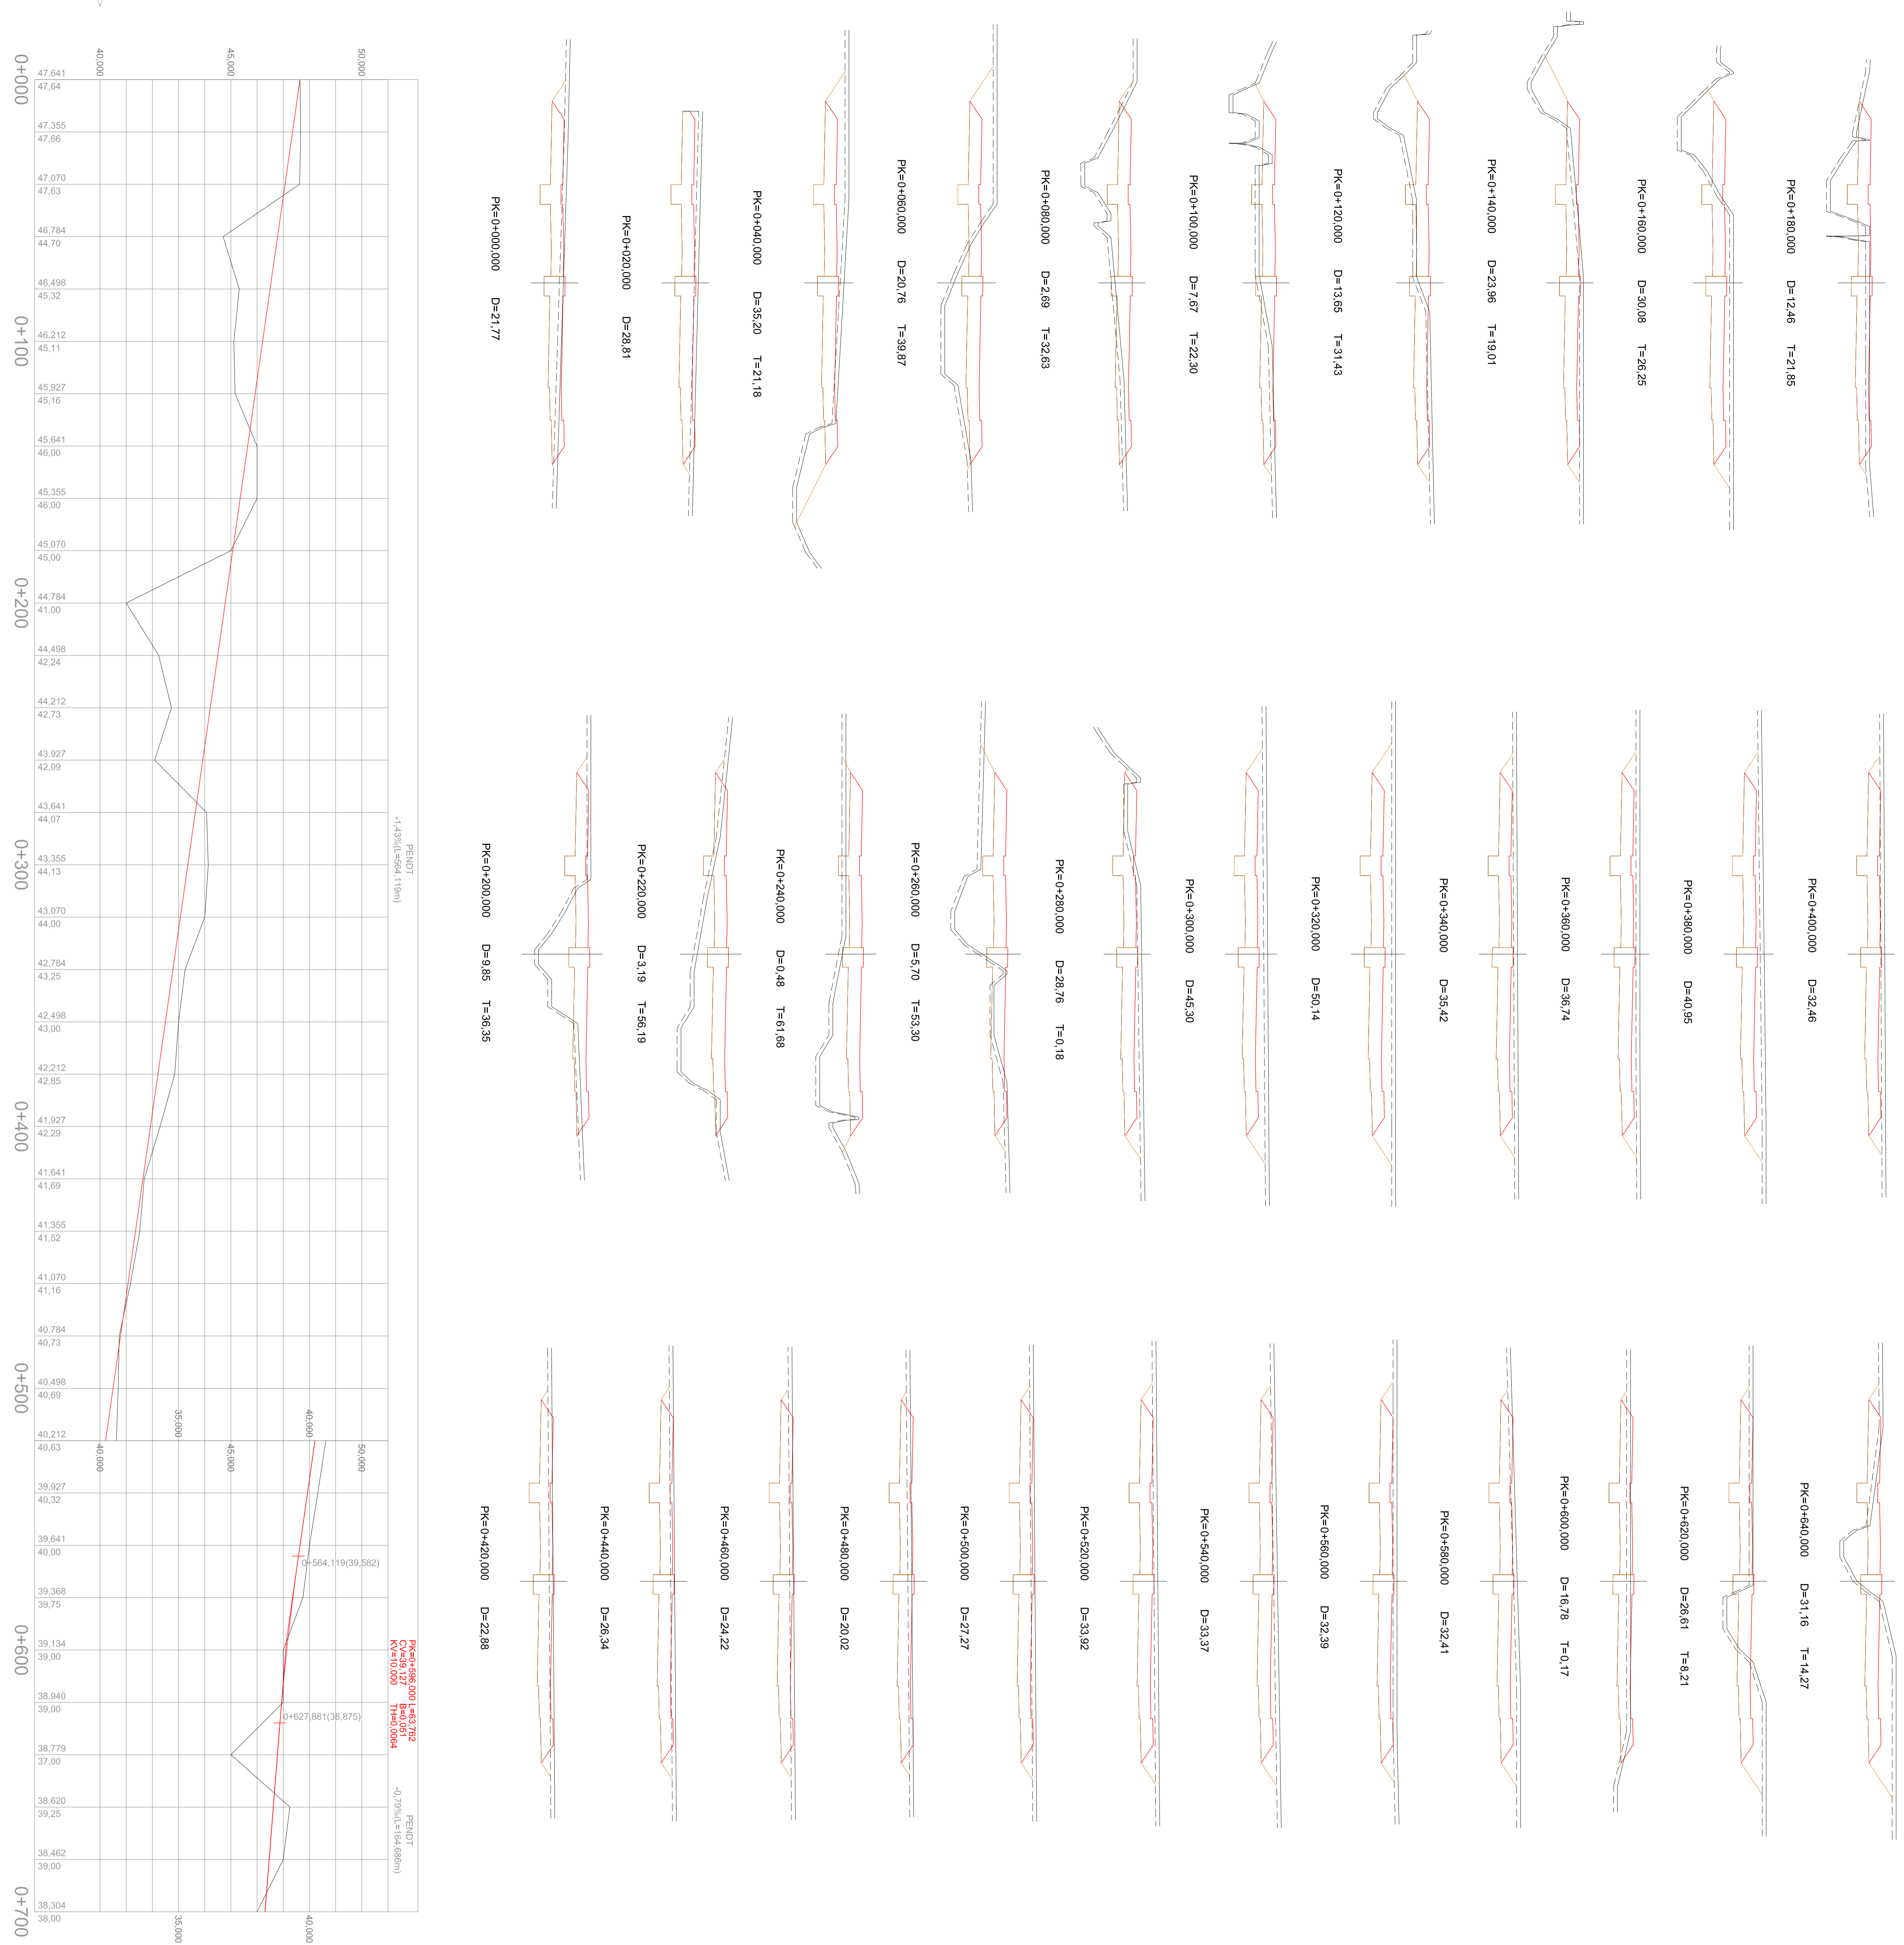 V
40,000
45,000
50,000
0+000
47,641
47,64
47,355
47,66
47,070
47,63
46,784
44,70
46,498
45,32
0+100
46,212
45,11
45,927
45,16
45,641
46,00
45,355
46,00
45,070
45,00
0+200
44,784
41,00
44,498
42,24
44,212
42,73
43,927
42,09
43,641
44,07
0+300
43,355
44,13
43,070
44,00
42,784
43,25
42,498
43,00
42,212
42,85
0+400
41,927
42,29
41,641
41,69
41,355
41,52
41,070
41,16
40,784
40,73
0+500
40,498
40,69
40,212
40,63
39,927
40,32
39,641
40,00
39,368
39,75
0+600
39,134
39,00
38,940
39,00
38,779
37,00
38,620
39,25
38,462
39,00
0+700
38,304
38,00
PENDT
-1,43%(L=564,119m)
35,000
40,000
40,000
45,000
50,000
0+564,119(39,582)
PK=0+596,000 L=63,762
CV=39,127 B=0,051
KV=10,000 TH=0,0064
0+627,881(38,875)
PENDT
-0,79%(L=164,686m)
35,000
40,000
PK=0+000,000 D=21,77
PK=0+020,000 D=28,81
PK=0+040,000 D=35,20 T=21,18
PK=0+060,000 D=20,76 T=39,87
PK=0+080,000 D=2,69 T=32,63
PK=0+100,000 D=7,67 T=22,30
PK=0+120,000 D=13,65 T=31,43
PK=0+140,000 D=23,96 T=19,01
PK=0+160,000 D=30,08 T=26,25
PK=0+180,000 D=12,46 T=21,85
PK=0+200,000 D=9,85 T=36,35
PK=0+220,000 D=3,19 T=56,19
PK=0+240,000 D=0,48 T=61,68
PK=0+260,000 D=5,70 T=53,30
PK=0+280,000 D=28,76 T=0,18
PK=0+300,000 D=45,30
PK=0+320,000 D=50,14
PK=0+340,000 D=35,42
PK=0+360,000 D=36,74
PK=0+380,000 D=40,95
PK=0+400,000 D=32,46
PK=0+420,000 D=22,88
PK=0+440,000 D=26,34
PK=0+460,000 D=24,22
PK=0+480,000 D=20,02
PK=0+500,000 D=27,27
PK=0+520,000 D=33,92
PK=0+540,000 D=33,37
PK=0+560,000 D=32,39
PK=0+580,000 D=32,41
PK=0+600,000 D=16,78 T=0,17
PK=0+620,000 D=26,61 T=8,21
PK=0+640,000 D=31,16 T=14,27